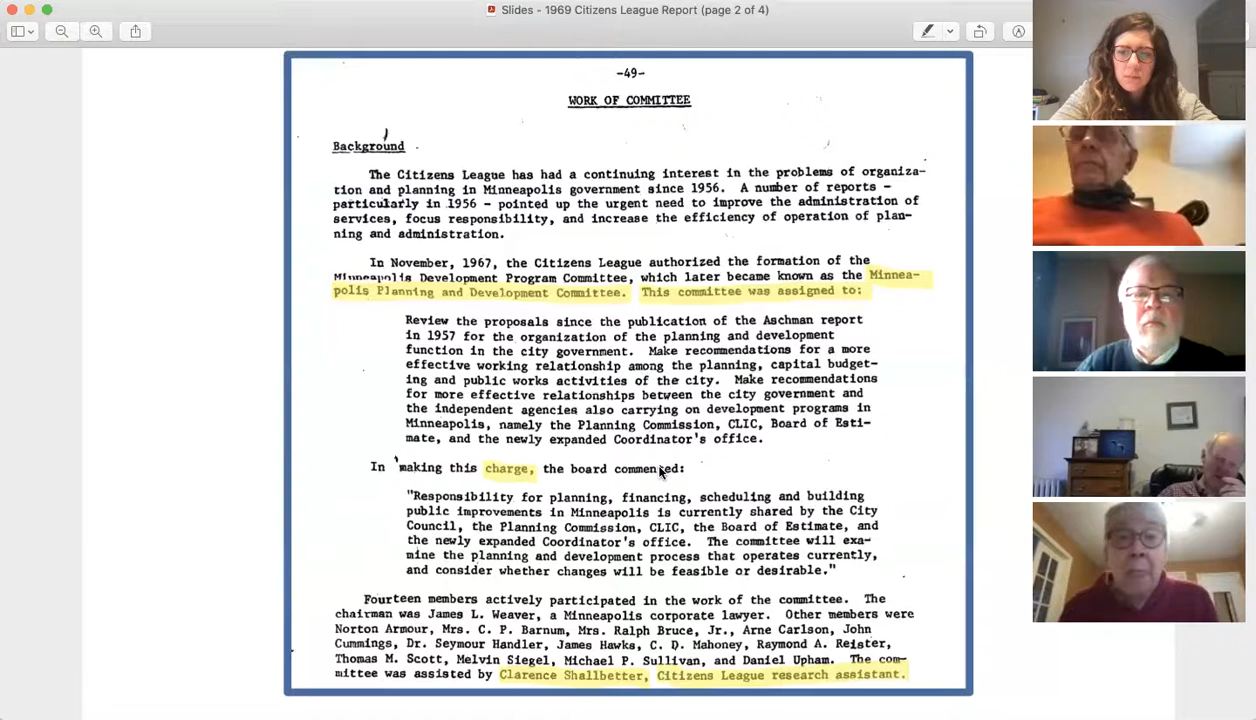 Slides - 1969 Citizens League Report (page 2 of 4)
-49-
WORK OF COMMITTEE
Background
The Citizens League has had a continuing interest in the problems of organiza-
tion and planning in Minneapolis government since 1956. A number of reports -
particularly in 1956 - pointed up the urgent need to improve the administration of
services, focus responsibility, and increase the efficiency of operation of plan-
ning and administration.
In November, 1967, the Citizens League authorized the formation of the
Minneapolis Development Program Committee, which later became known as the Minnea-
polis Planning and Development Committee. This committee was assigned to:
Review the proposals since the publication of the Aschman report
in 1957 for the organization of the planning and development
function in the city government. Make recommendations for a more
effective working relationship among the planning, capital budget-
ing and public works activities of the city. Make recommendations
for more effective relationships between the city government and
the independent agencies also carrying on development programs in
Minneapolis, namely the Planning Commission, CLIC, Board of Esti-
mate, and the newly expanded Coordinator's office.
In making this charge, the board commented:
"Responsibility for planning, financing, scheduling and building
public improvements in Minneapolis is currently shared by the City
Council, the Planning Commission, CLIC, the Board of Estimate, and
the newly expanded Coordinator's office. The committee will exa-
mine the planning and development process that operates currently,
and consider whether changes will be feasible or desirable."
Fourteen members actively participated in the work of the committee. The
chairman was James L. Weaver, a Minneapolis corporate lawyer. Other members were
Norton Armour, Mrs. C. P. Barnum, Mrs. Ralph Bruce, Jr., Arne Carlson, John
Cummings, Dr. Seymour Handler, James Hawks, C. D. Mahoney, Raymond A. Reister,
Thomas M. Scott, Melvin Siegel, Michael P. Sullivan, and Daniel Upham. The com-
mittee was assisted by Clarence Shallbetter, Citizens League research assistant.